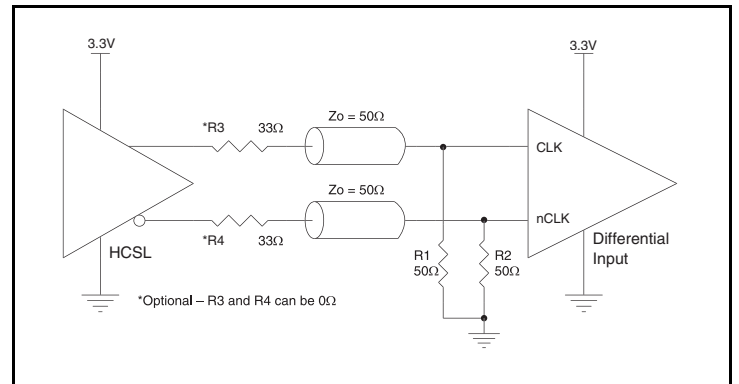 3.3V
3.3V
*R3
33Ω
Zo = 50Ω
CLK
Zo = 50Ω
nCLK
*R4
33Ω
HCSL
R1
50Ω
R2
50Ω
Differential
Input
*Optional – R3 and R4 can be 0Ω